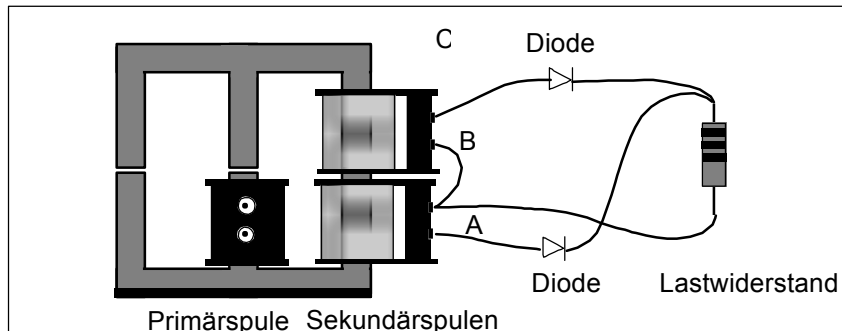 C
Diode
B
A
Diode
Lastwiderstand
Primärspule
Sekundärspulen